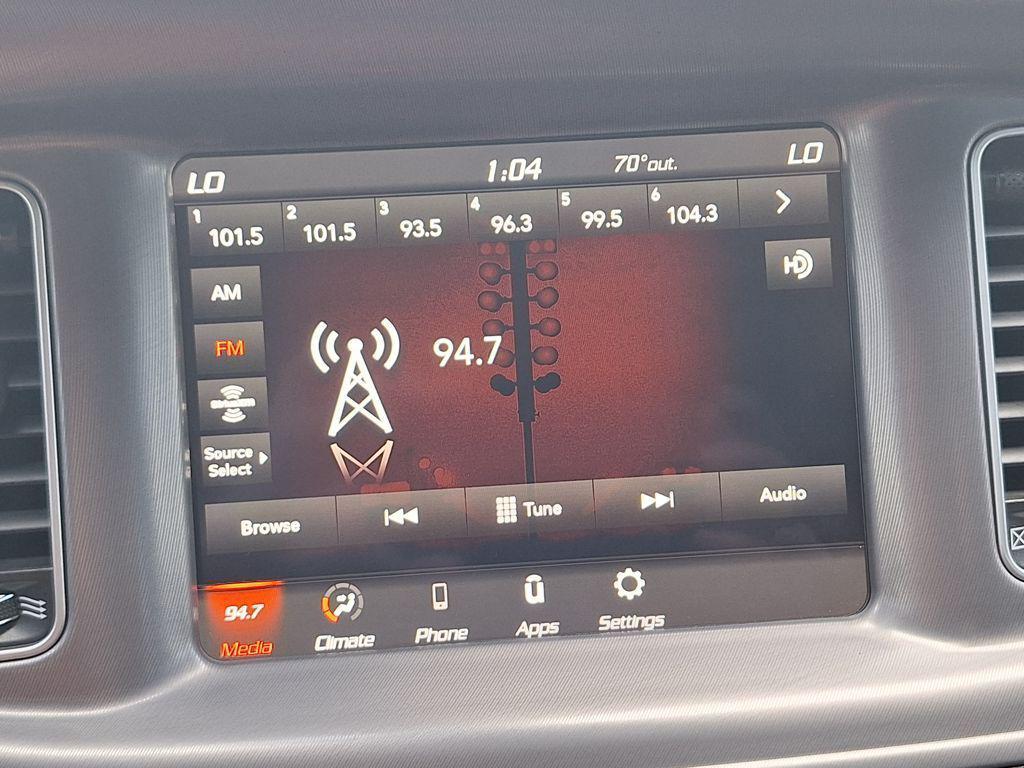 LO 1:04 70°out. LO
1 101.5 2 101.5 3 93.5 4 96.3 5 99.5 6 104.3
HD
AM
FM
94.7
Source
Select
Browse Tune Audio
94.7
Media Climate Phone Apps Settings